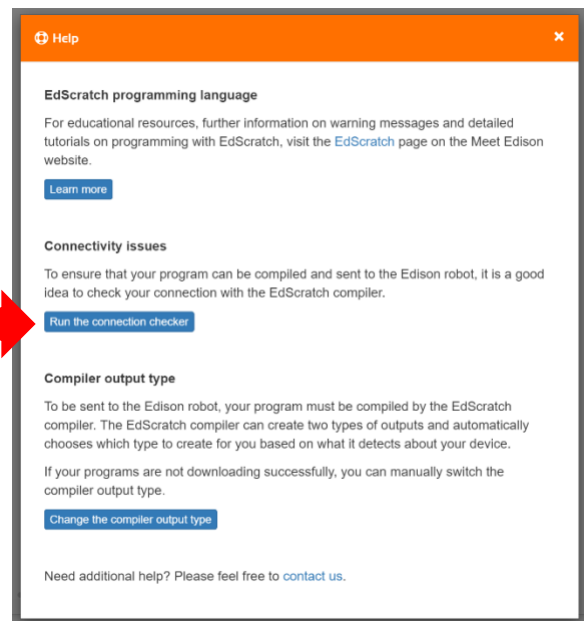 Help ×
EdScratch programming language
For educational resources, further information on warning messages and detailed
tutorials on programming with EdScratch, visit the EdScratch page on the Meet Edison
website.
Learn more
Connectivity issues
To ensure that your program can be compiled and sent to the Edison robot, it is a good
idea to check your connection with the EdScratch compiler.
Run the connection checker
Compiler output type
To be sent to the Edison robot, your program must be compiled by the EdScratch
compiler. The EdScratch compiler can create two types of outputs and automatically
chooses which type to create for you based on what it detects about your device.
If your programs are not downloading successfully, you can manually switch the
compiler output type.
Change the compiler output type
Need additional help? Please feel free to contact us.